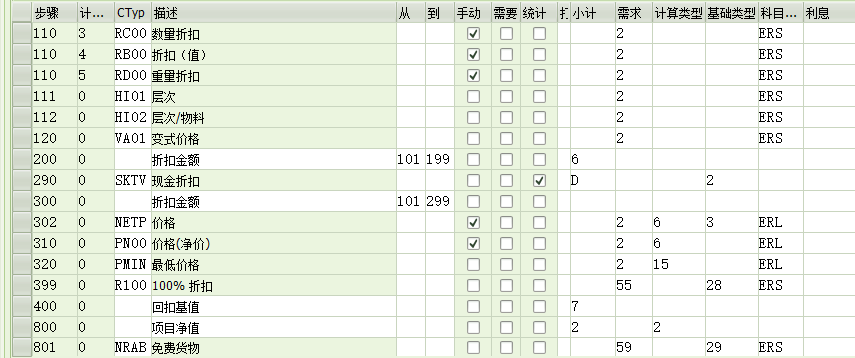 步骤 计... CTyp 描述 从 到 手动 需要 统计 打 小计 需求 计算类型 基础类型 科目... 利息
110 3 RC00 数量折扣 2 ERS
110 4 RB00 折扣（值） 2 ERS
110 5 RD00 重量折扣 2 ERS
111 0 HI01 层次 2 ERS
112 0 HI02 层次/物料 2 ERS
120 0 VA01 变式价格 2 ERS
200 0 折扣金额 101 199 6
290 0 SKTV 现金折扣 D 2
300 0 折扣金额 101 299
302 0 NETP 价格 2 6 3 ERL
310 0 PN00 价格(净价) 2 6 ERL
320 0 PMIN 最低价格 2 15 ERL
399 0 R100 100% 折扣 55 28 ERS
400 0 回扣基值 7
800 0 项目净值 2 2
801 0 NRAB 免费货物 59 29 ERS